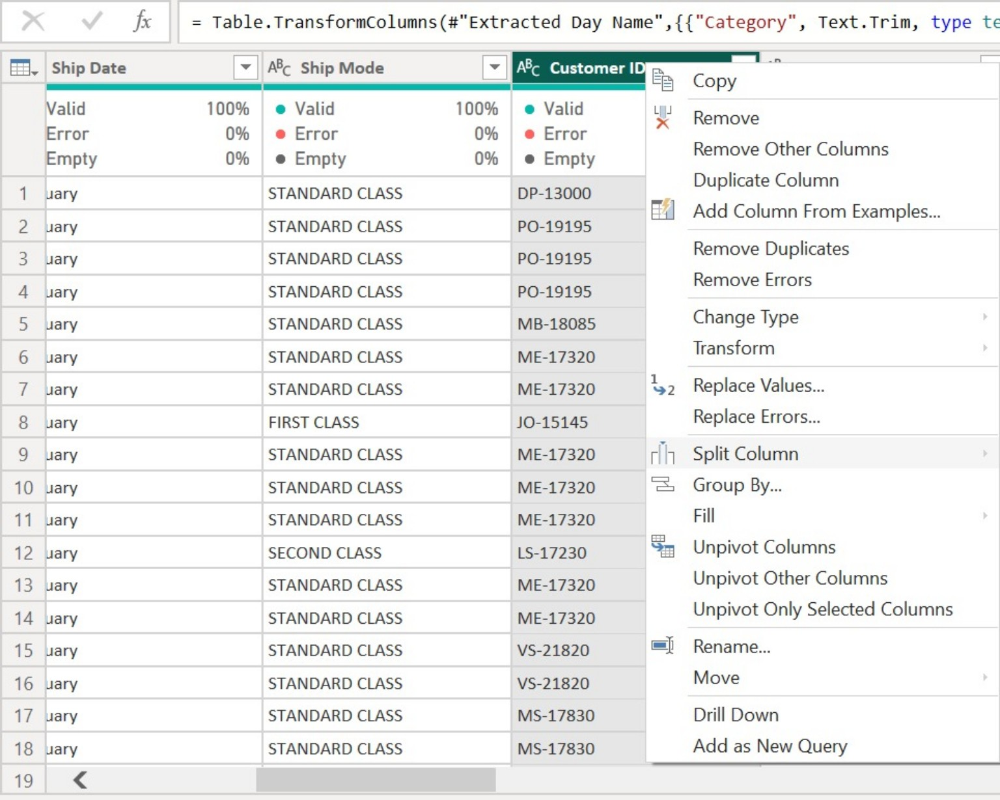 fx = Table.TransformColumns(#"Extracted Day Name",{{"Category", Text.Trim, type te
Ship Date ABC Ship Mode ABC Customer ID
Valid 100% Valid 100% Valid
Error 0% Error 0% Error
Empty 0% Empty 0% Empty
1 uary STANDARD CLASS DP-13000
2 uary STANDARD CLASS PO-19195
3 uary STANDARD CLASS PO-19195
4 uary STANDARD CLASS PO-19195
5 uary STANDARD CLASS MB-18085
6 uary STANDARD CLASS ME-17320
7 uary STANDARD CLASS ME-17320
8 uary FIRST CLASS JO-15145
9 uary STANDARD CLASS ME-17320
10 uary STANDARD CLASS ME-17320
11 uary STANDARD CLASS ME-17320
12 uary SECOND CLASS LS-17230
13 uary STANDARD CLASS ME-17320
14 uary STANDARD CLASS ME-17320
15 uary STANDARD CLASS VS-21820
16 uary STANDARD CLASS VS-21820
17 uary STANDARD CLASS MS-17830
18 uary STANDARD CLASS MS-17830
19
Copy
Remove
Remove Other Columns
Duplicate Column
Add Column From Examples...
Remove Duplicates
Remove Errors
Change Type
Transform
1 2 Replace Values...
Replace Errors...
Split Column
Group By...
Fill
Unpivot Columns
Unpivot Other Columns
Unpivot Only Selected Columns
Rename...
Move
Drill Down
Add as New Query